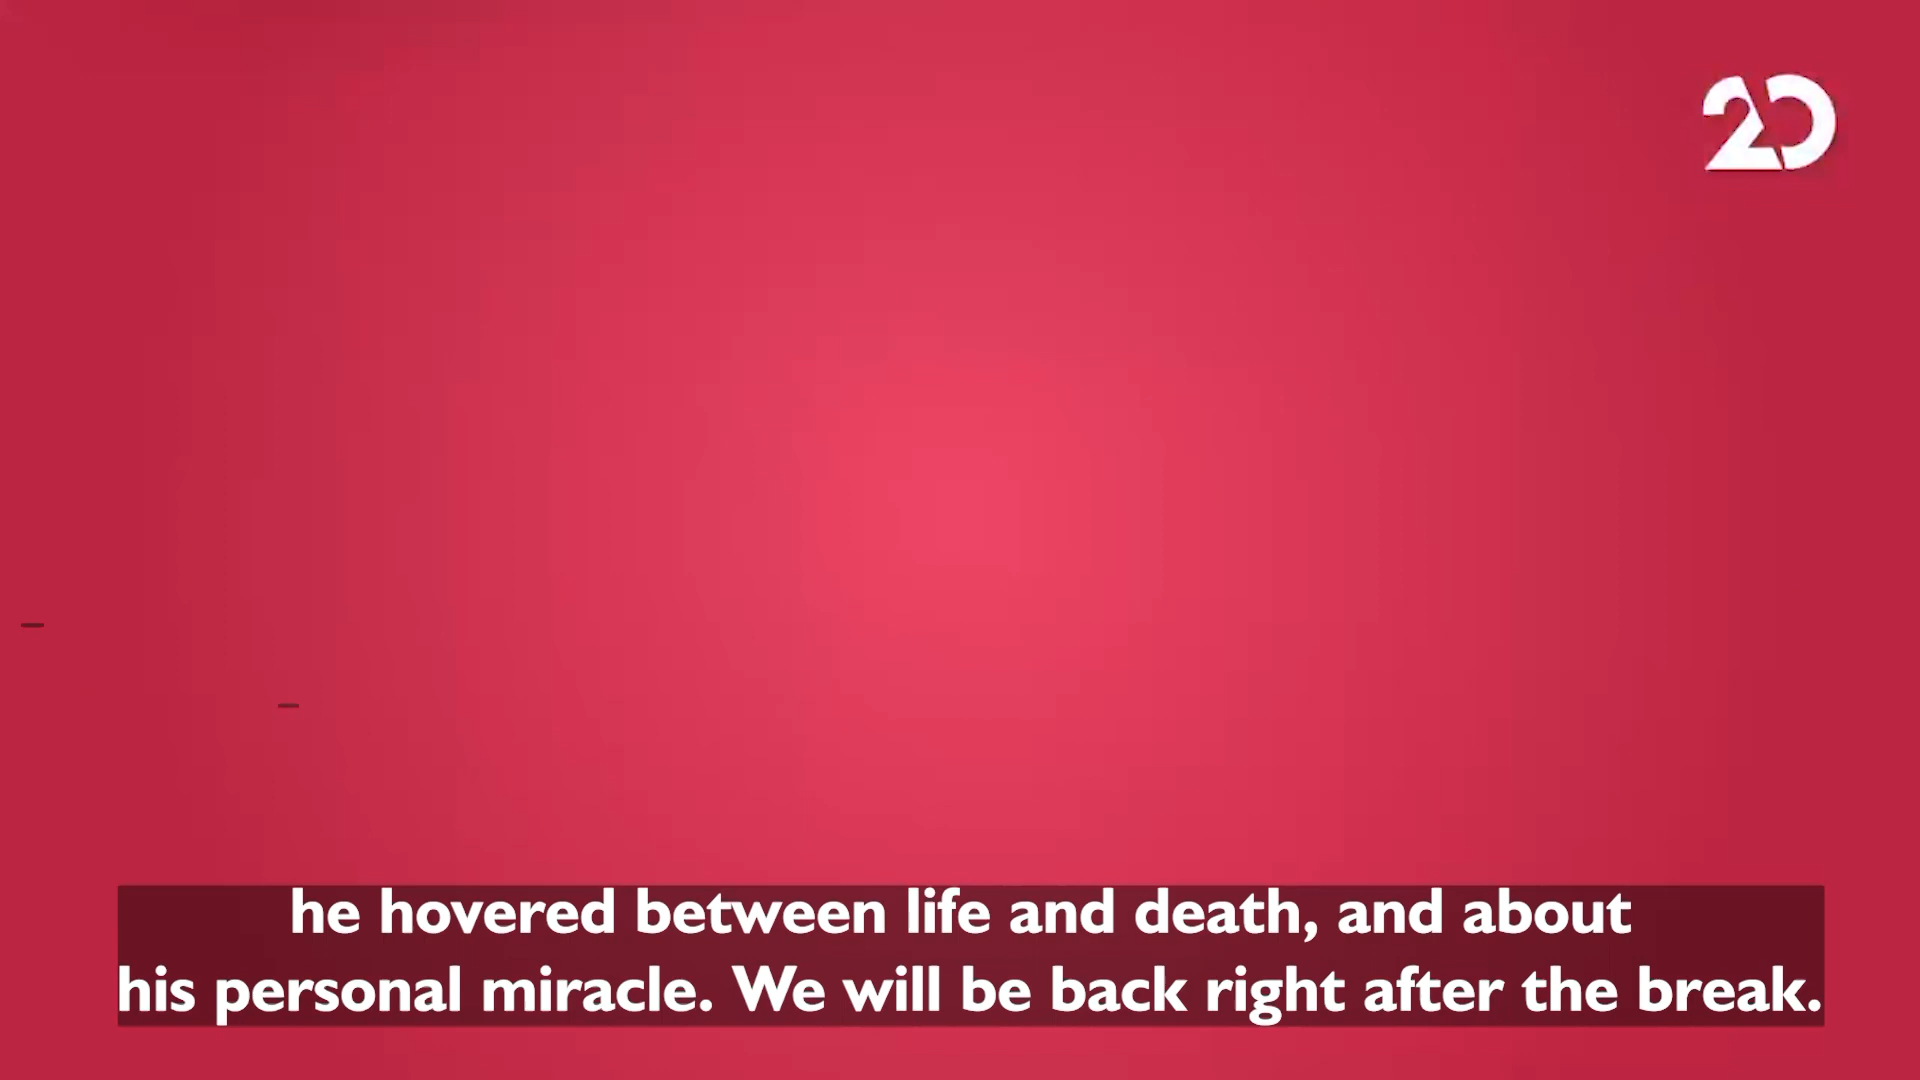 20
he hovered between life and death, and about
his personal miracle. We will be back right after the break.